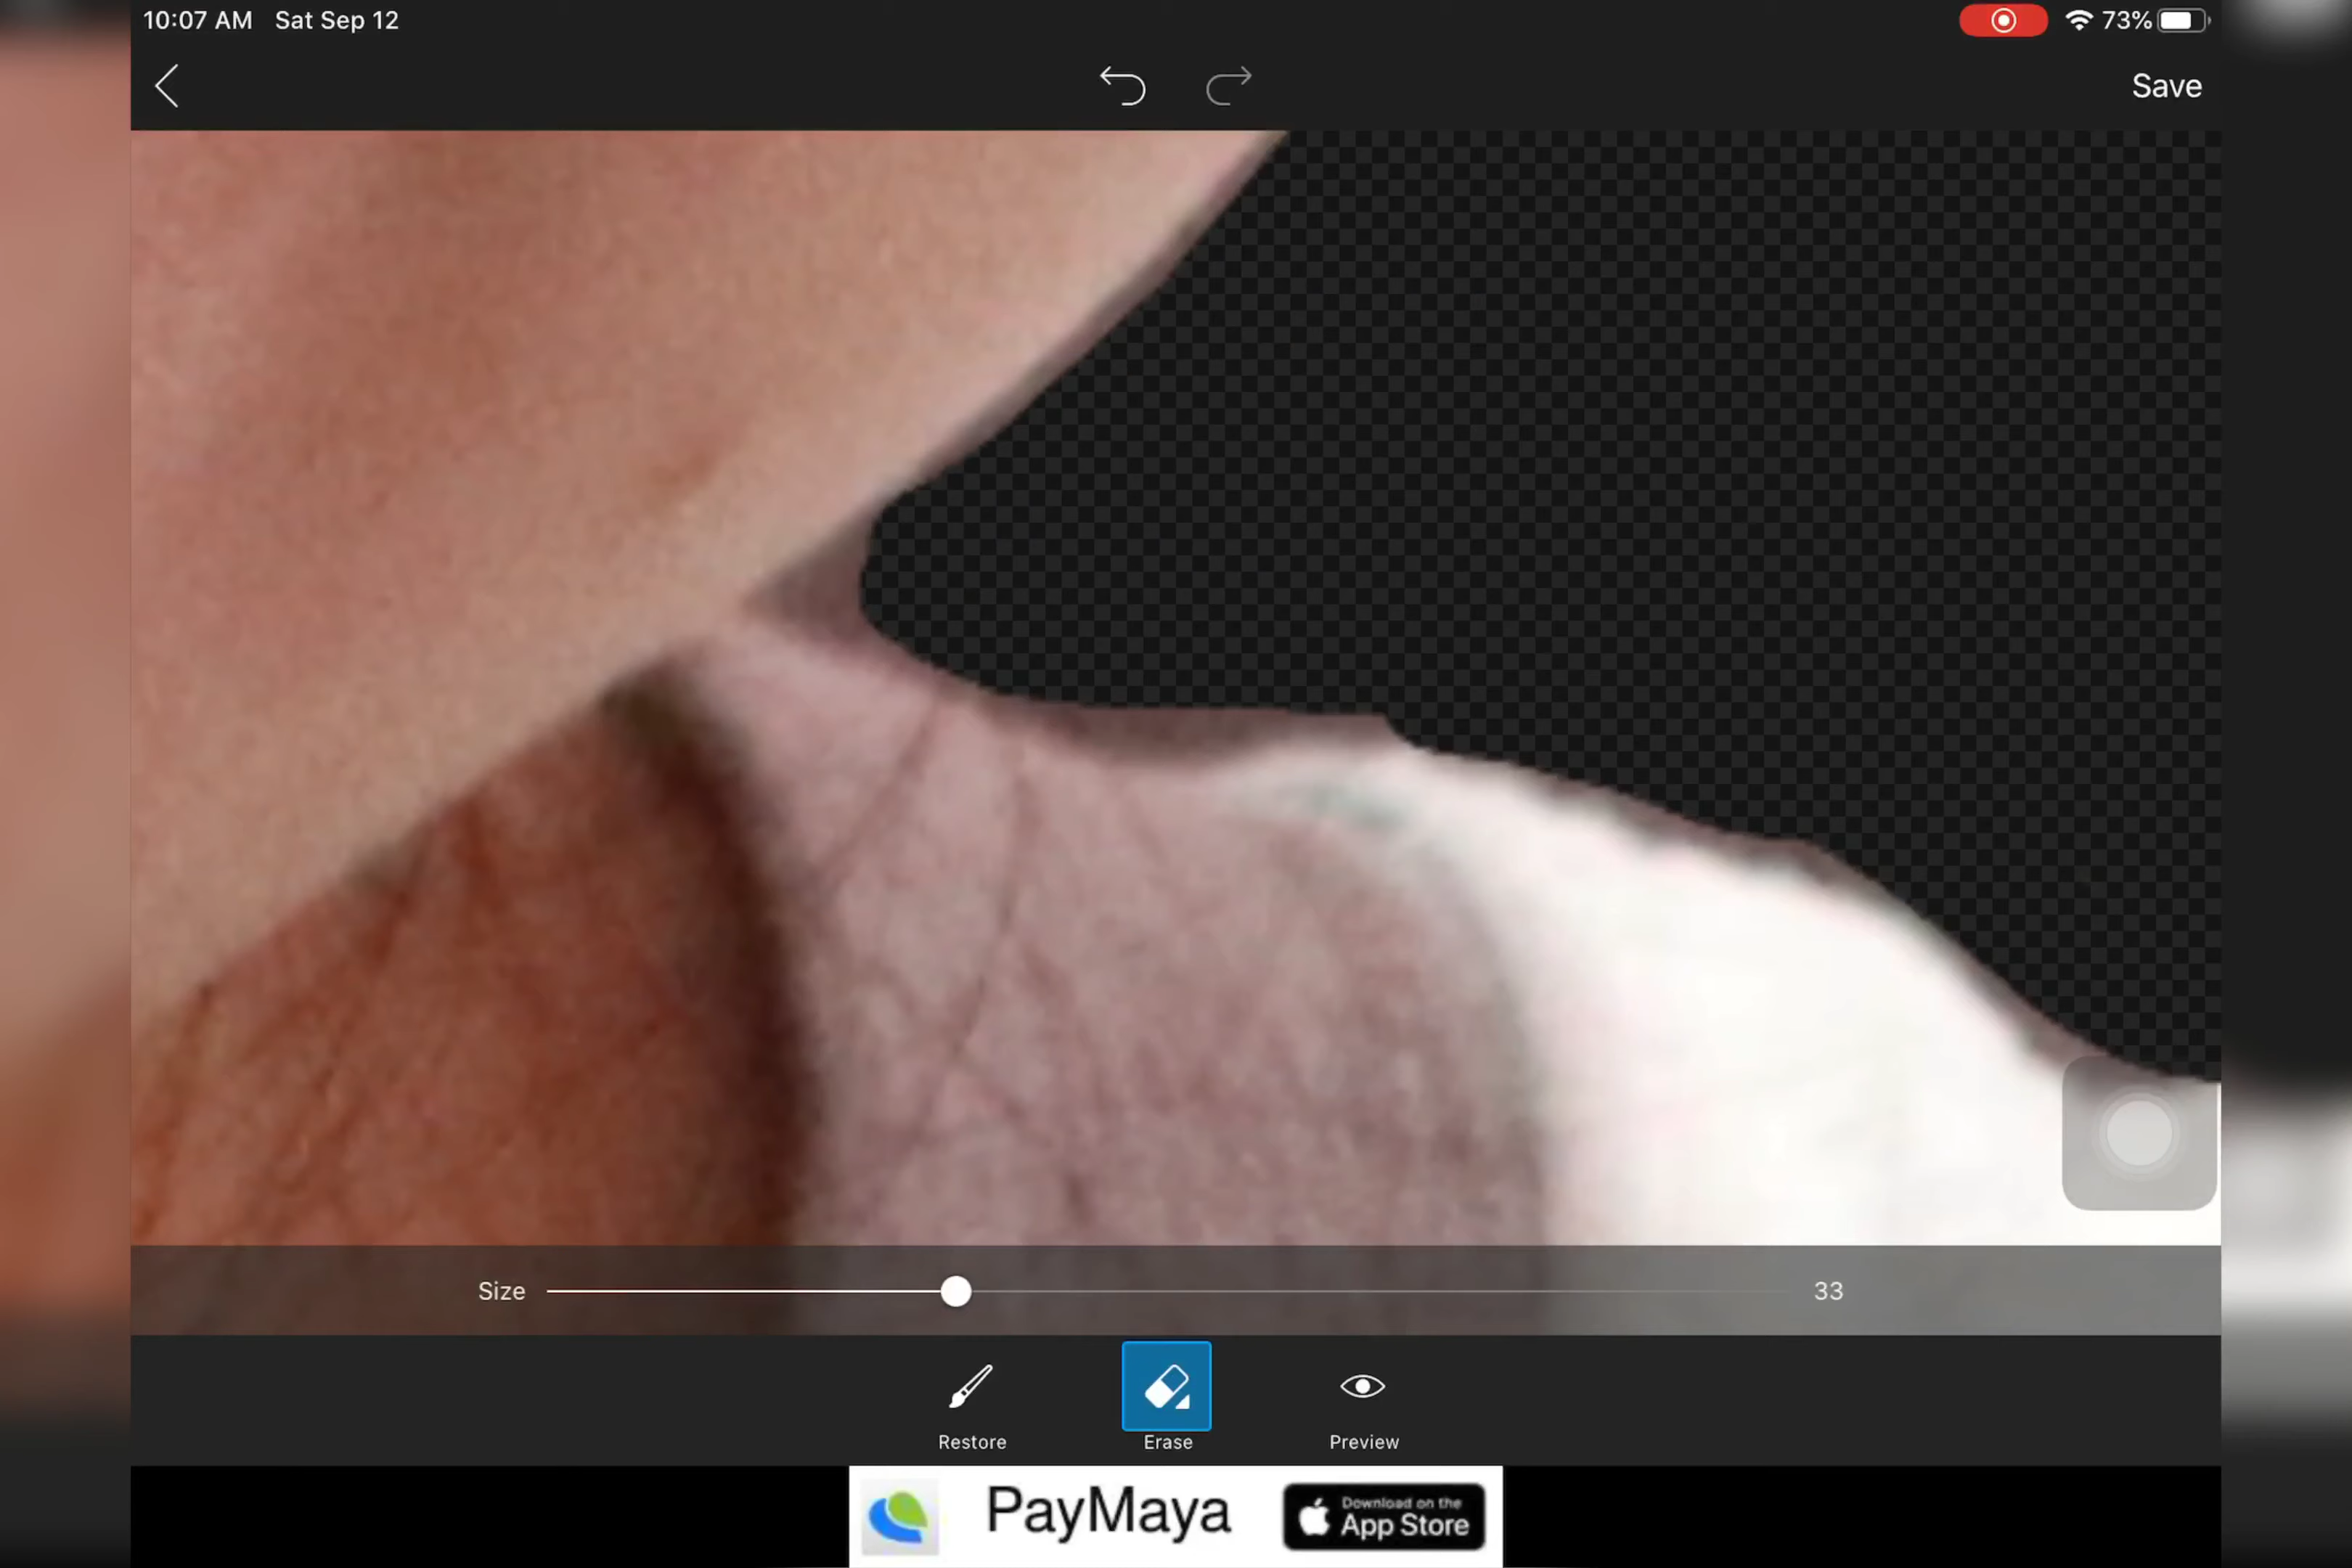 10:07 AM Sat Sep 12
73%
Save
Size
33
Restore
Erase
Preview
PayMaya
Download on the
App Store